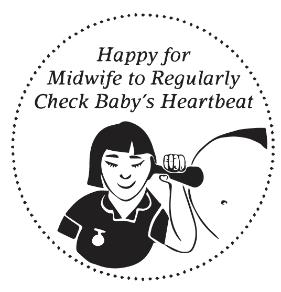 Happy for
Midwife to Regularly
Check Baby's Heartbeat